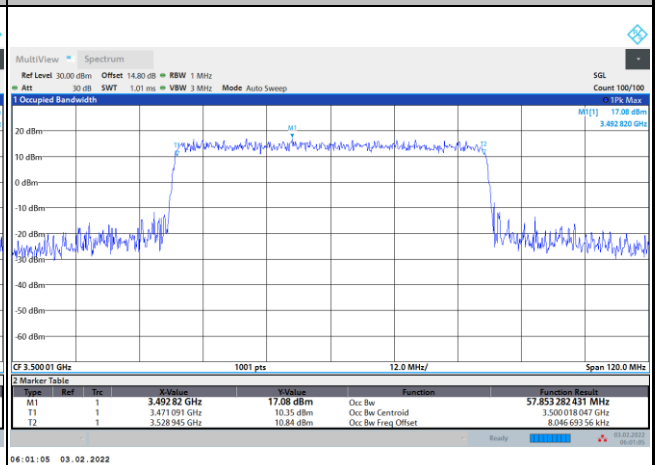 MultiView Spectrum
Ref Level 30.00 dBm Offset 14.80 dB RBW 1 MHz SGL
Att 30 dB SWT 1.01 ms VBW 3 MHz Mode Auto Sweep Count 100/100
1 Occupied Bandwidth 1Pk Max
M1[1] 17.08 dBm
3.492 820 GHz
M1
20 dBm
T1 T2
10 dBm
0 dBm
-10 dBm
-20 dBm
-30 dBm
-40 dBm
-50 dBm
-60 dBm
CF 3.500 01 GHz 1001 pts 12.0 MHz/ Span 120.0 MHz
2 Marker Table
Type Ref Trc X-Value Y-Value Function Function Result
M1 1 3.492 82 GHz 17.08 dBm Occ Bw 57.853 282 431 MHz
T1 1 3.471 091 GHz 10.35 dBm Occ Bw Centroid 3.500 018 047 GHz
T2 1 3.528 945 GHz 10.84 dBm Occ Bw Freq Offset 8.046 693 56 kHz
Ready 03.02.2022
06:01:05
06:01:05 03.02.2022